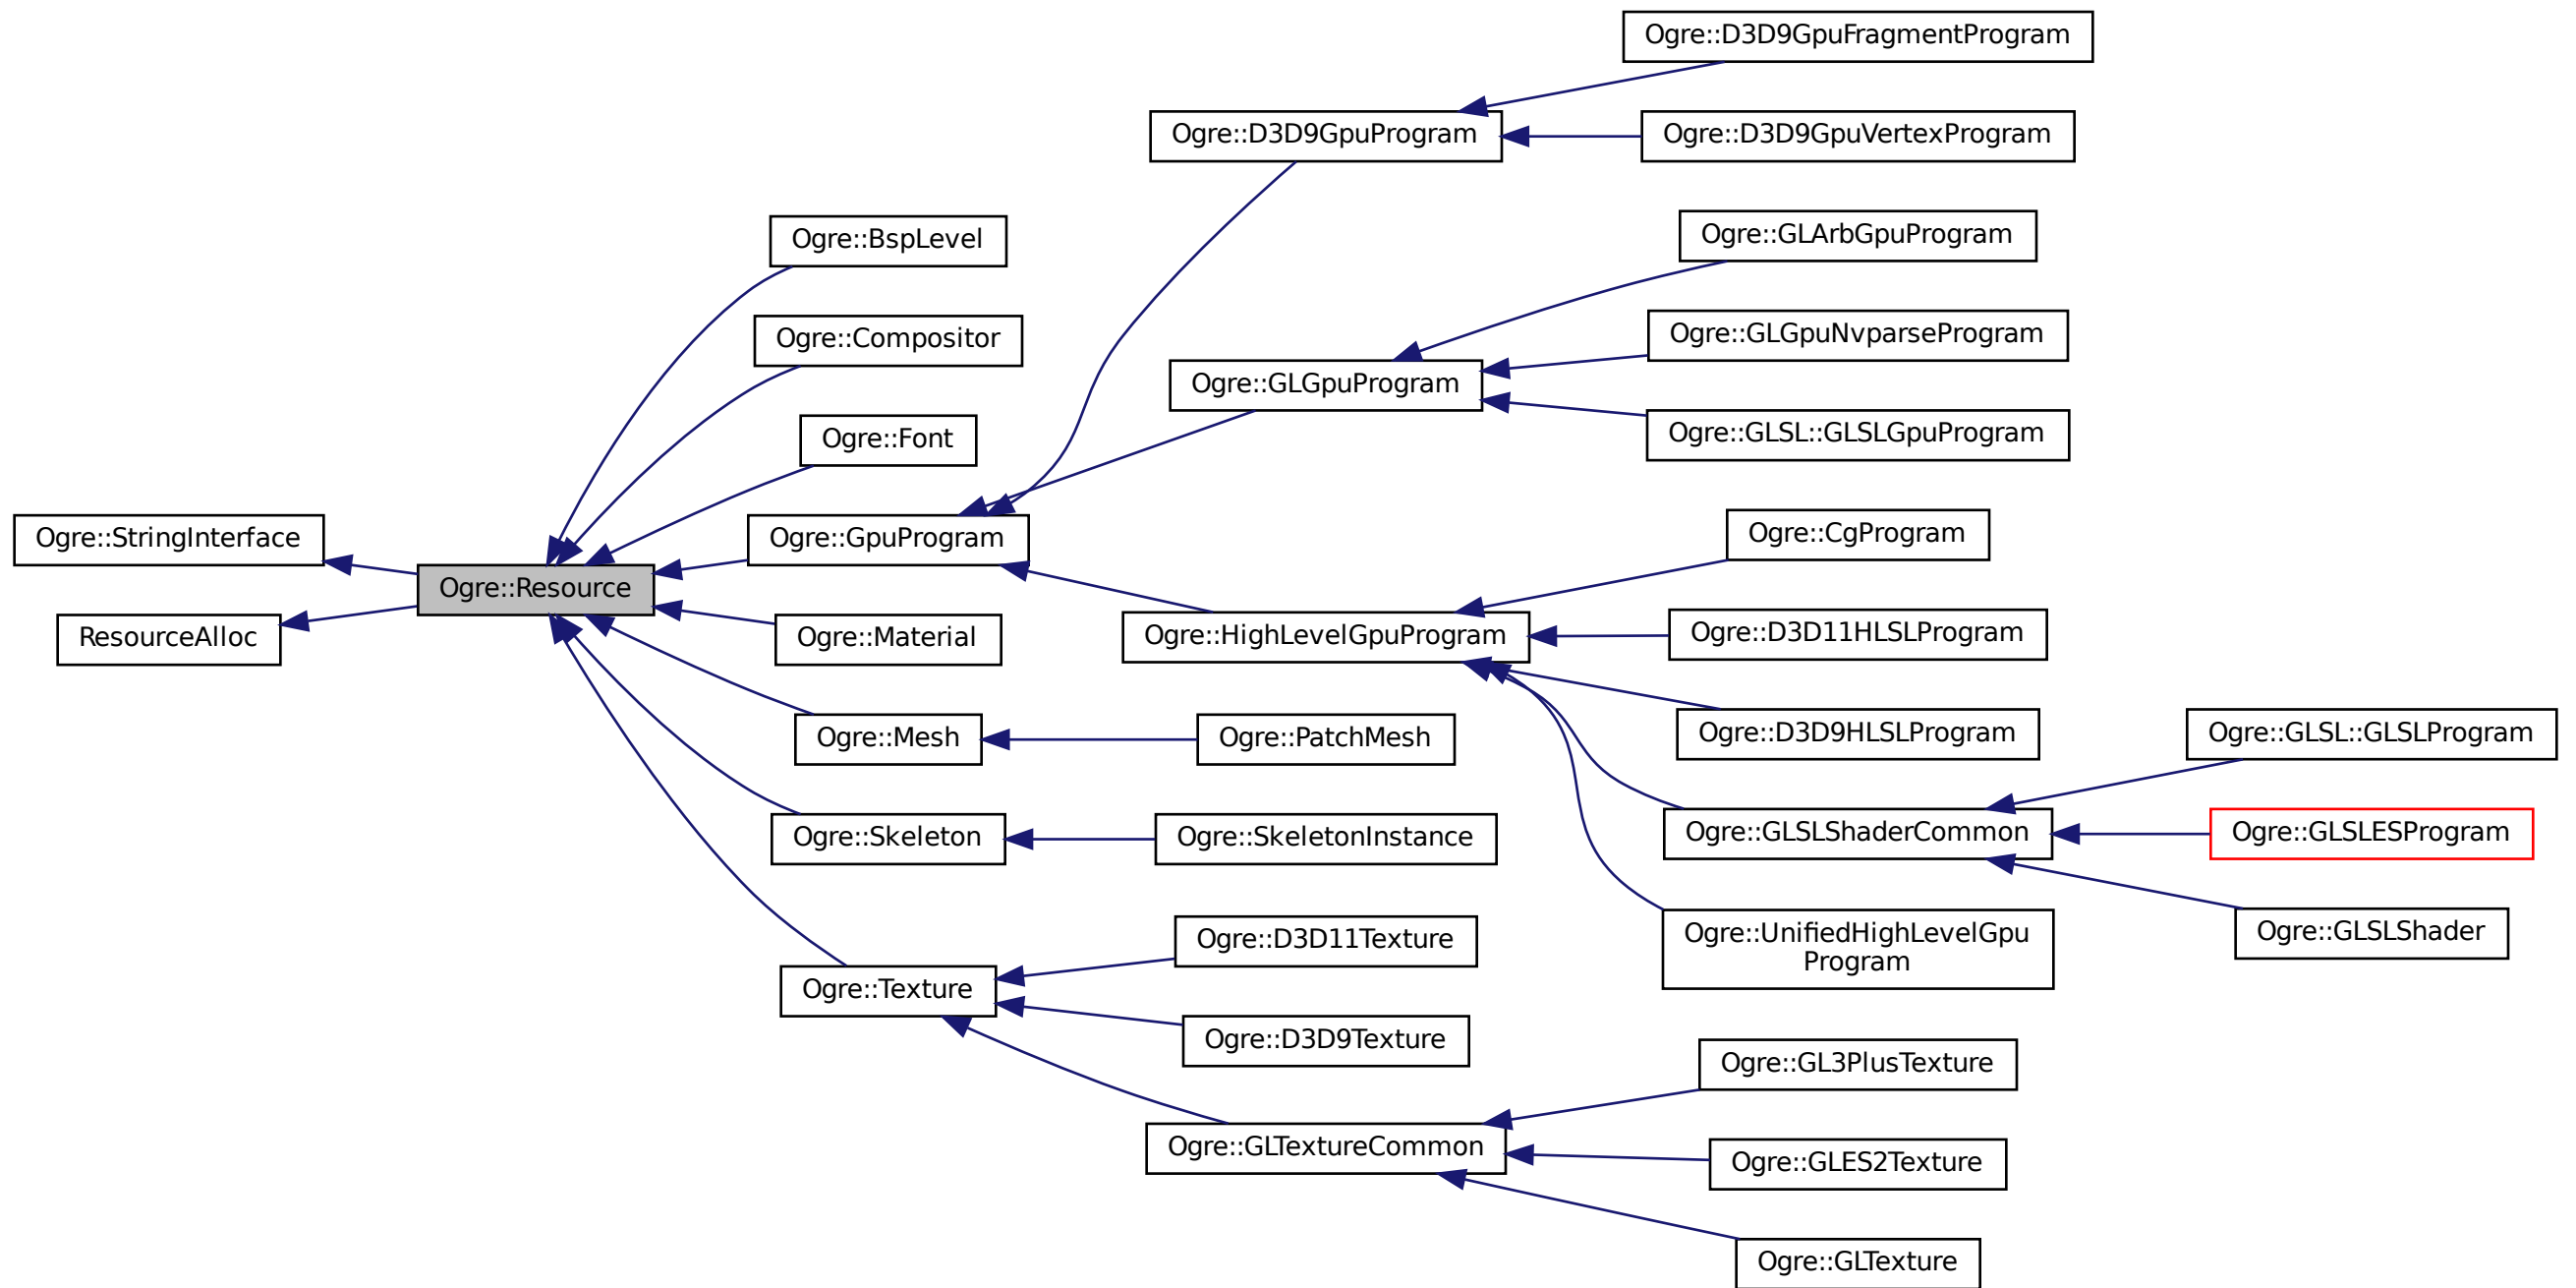 Ogre::D3D9GpuFragmentProgram
Ogre::D3D9GpuProgram
Ogre::D3D9GpuVertexProgram
Ogre::BspLevel
Ogre::GLArbGpuProgram
Ogre::Compositor
Ogre::GLGpuNvparseProgram
Ogre::GLGpuProgram
Ogre::Font
Ogre::GLSL::GLSLGpuProgram
Ogre::StringInterface
Ogre::GpuProgram
Ogre::CgProgram
Ogre::Resource
ResourceAlloc
Ogre::Material
Ogre::HighLevelGpuProgram
Ogre::D3D11HLSLProgram
Ogre::Mesh
Ogre::PatchMesh
Ogre::D3D9HLSLProgram
Ogre::GLSL::GLSLProgram
Ogre::Skeleton
Ogre::SkeletonInstance
Ogre::GLSLShaderCommon
Ogre::GLSLESProgram
Ogre::D3D11Texture
Ogre::UnifiedHighLevelGpu
Program
Ogre::GLSLShader
Ogre::Texture
Ogre::D3D9Texture
Ogre::GL3PlusTexture
Ogre::GLTextureCommon
Ogre::GLES2Texture
Ogre::GLTexture